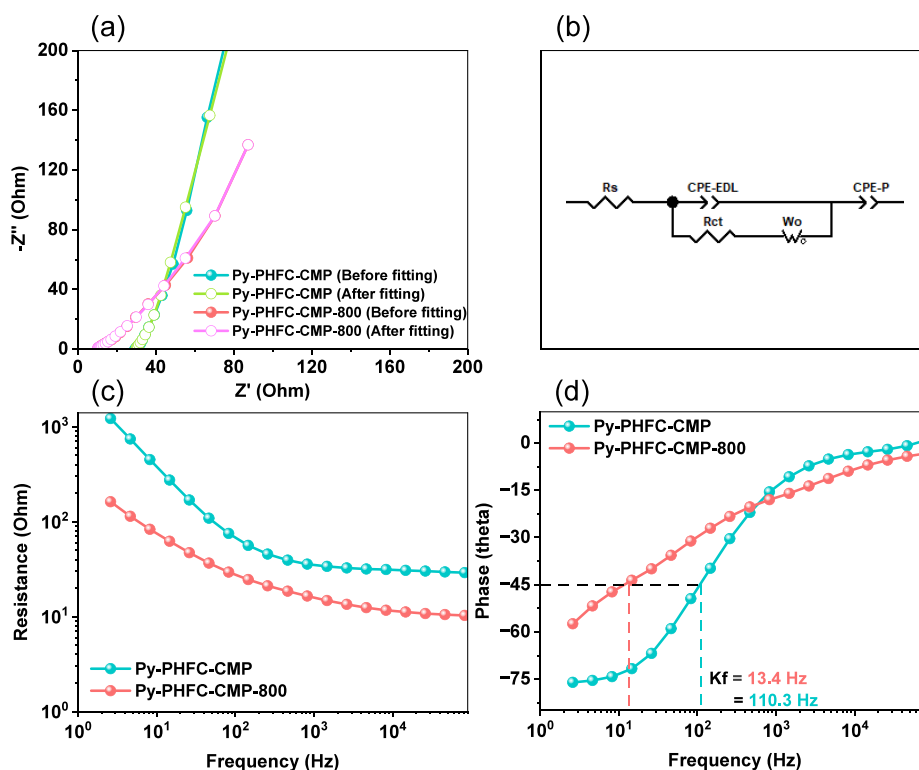 (a)
200
160
120
80
40
0
-Z'' (Ohm)
Py-PHFC-CMP (Before fitting)
Py-PHFC-CMP (After fitting)
Py-PHFC-CMP-800 (Before fitting)
Py-PHFC-CMP-800 (After fitting)
0 40 80 120 160 200
Z' (Ohm)
(b)
Rs
CPE-EDL
CPE-P
Rct
Wo
(c)
10³
10²
10¹
10⁰
Resistance (Ohm)
Py-PHFC-CMP
Py-PHFC-CMP-800
10⁰ 10¹ 10² 10³ 10⁴
Frequency (Hz)
(d)
Py-PHFC-CMP
Py-PHFC-CMP-800
0
−15
−30
−45
−60
−75
Phase (theta)
Kf = 13.4 Hz
= 110.3 Hz
10⁰ 10¹ 10² 10³ 10⁴
Frequency (Hz)